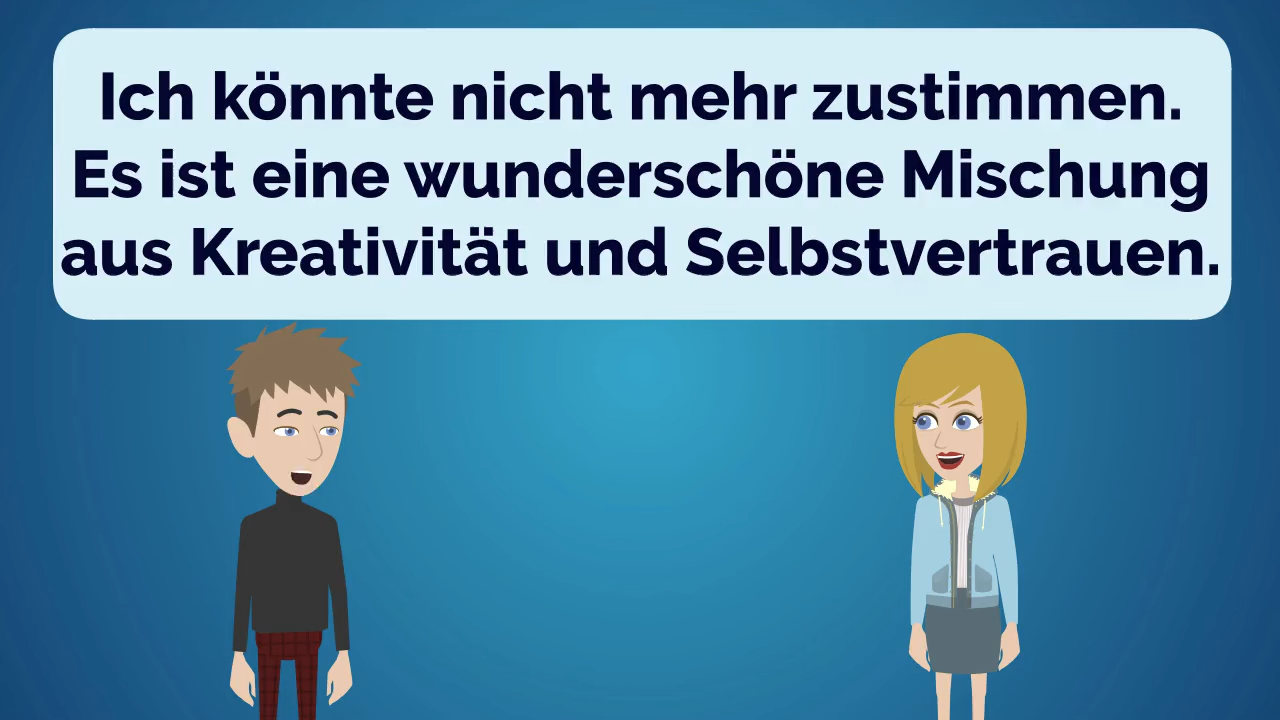 Ich könnte nicht mehr zustimmen.
Es ist eine wunderschöne Mischung
aus Kreativität und Selbstvertrauen.